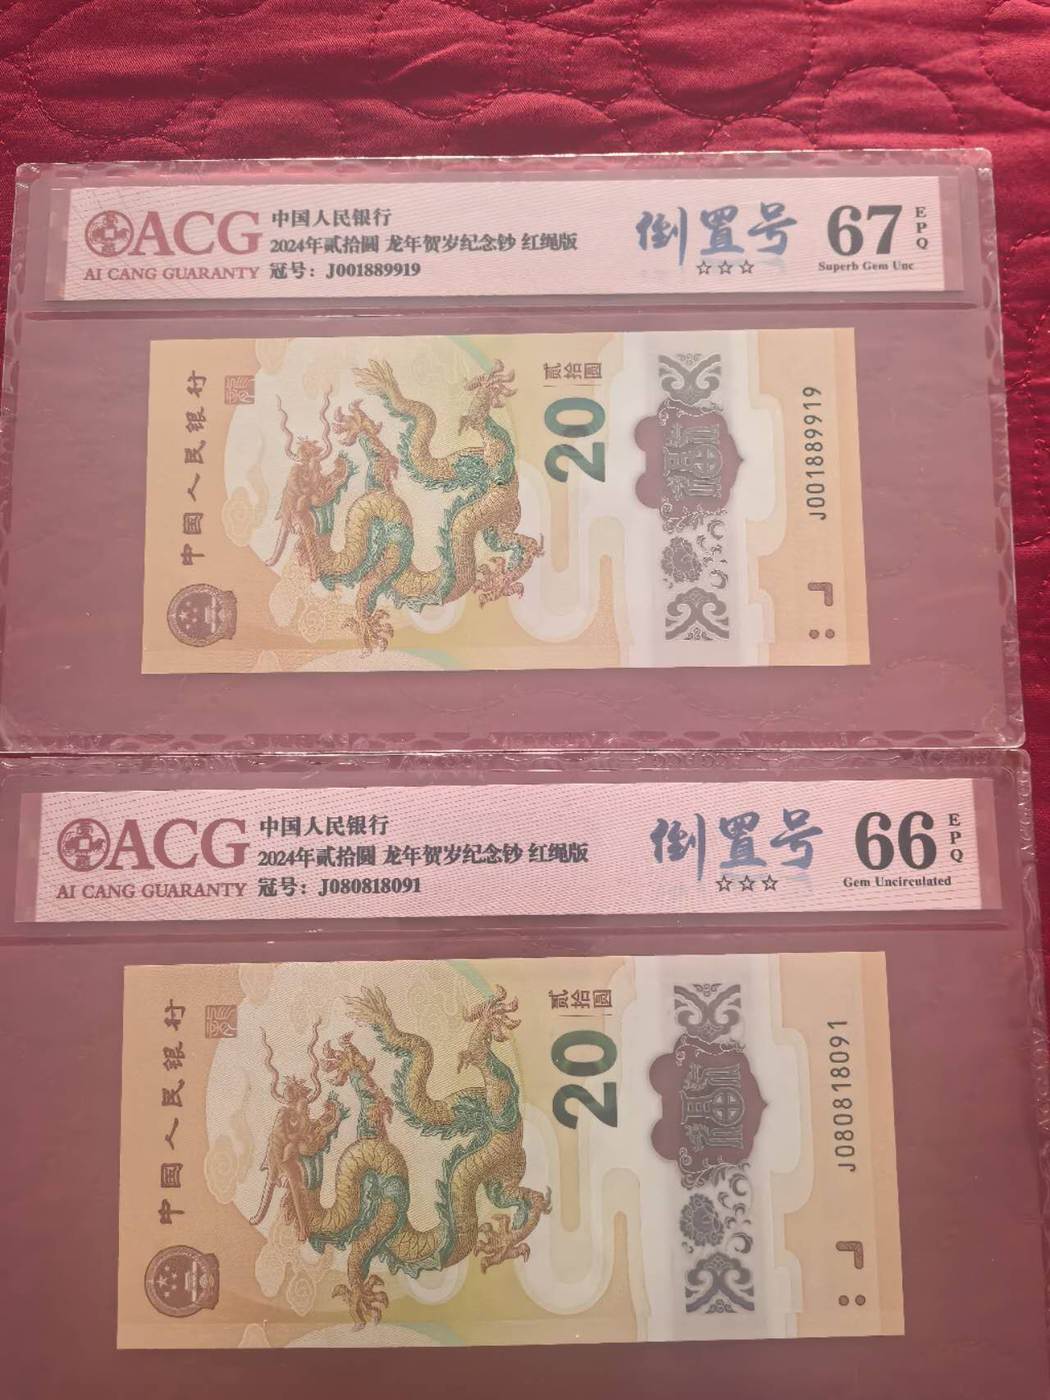 ACG
AI CANG GUARANTY
中国人民银行
2024年贰拾圆 龙年贺岁纪念钞 红绳版
冠号：J001889919
倒置号
☆☆☆
67
EPQ
Superb Gem Unc
中国人民银行
贰拾圆
20
福
J001889919
ACG
AI CANG GUARANTY
中国人民银行
2024年贰拾圆 龙年贺岁纪念钞 红绳版
冠号：J080818091
倒置号
☆☆☆
66
EPQ
Gem Uncirculated
中国人民银行
贰拾圆
20
福
J080818091